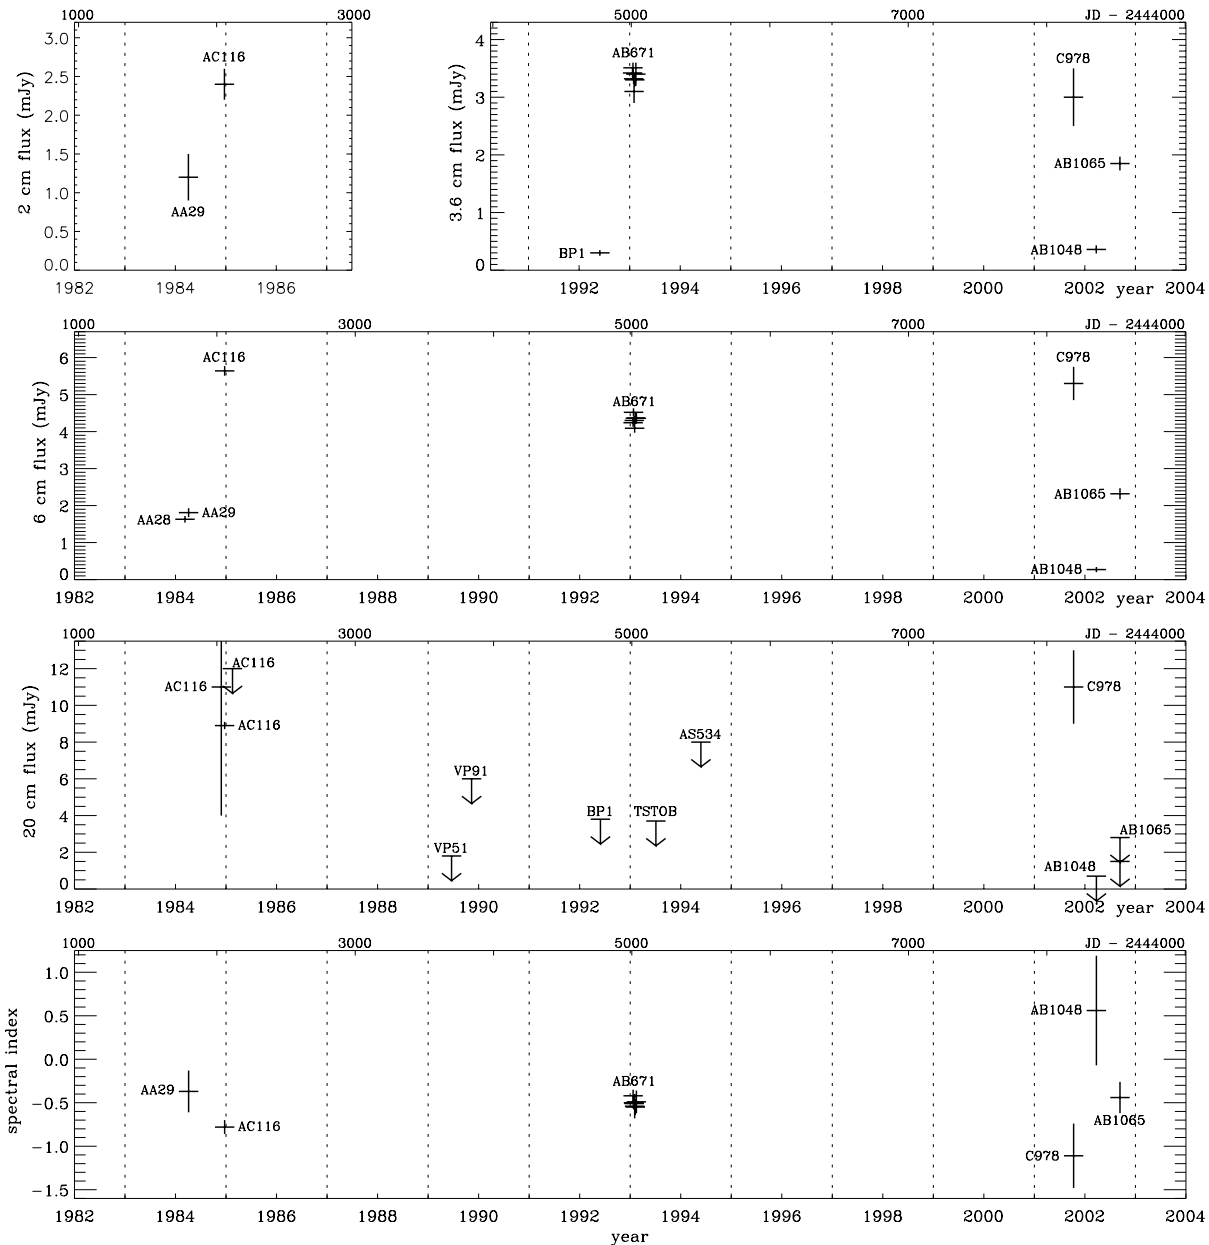 1000 3000
3.0
2.5
2.0
1.5
1.0
0.5
0.0
2 cm flux (mJy)
AC116
AA29
1982 1984 1986
5000 7000 JD - 2444000
4
3
2
1
0
3.6 cm flux (mJy)
AB671
C978
AB1065
BP1
AB1048
1992 1994 1996 1998 2000 2002 year 2004
1000 3000 5000 7000 JD - 2444000
6
5
4
3
2
1
0
6 cm flux (mJy)
AC116
C978
AB671
AA28 AA29
AB1065
AB1048
1982 1984 1986 1988 1990 1992 1994 1996 1998 2000 2002 year 2004
1000 3000 5000 7000 JD - 2444000
12
10
8
6
4
2
0
20 cm flux (mJy)
AC116
AC116
C978
AC116
AS534
VP91
BP1 TSTOB
AB1065
VP51
AB1048
1982 1984 1986 1988 1990 1992 1994 1996 1998 2000 2002 year 2004
1000 3000 5000 7000 JD - 2444000
1.0
0.5
0.0
-0.5
-1.0
-1.5
spectral index
AB1048
AB671
AA29
AB1065
AC116
C978
1982 1984 1986 1988 1990 1992 1994 1996 1998 2000 2002 2004
year